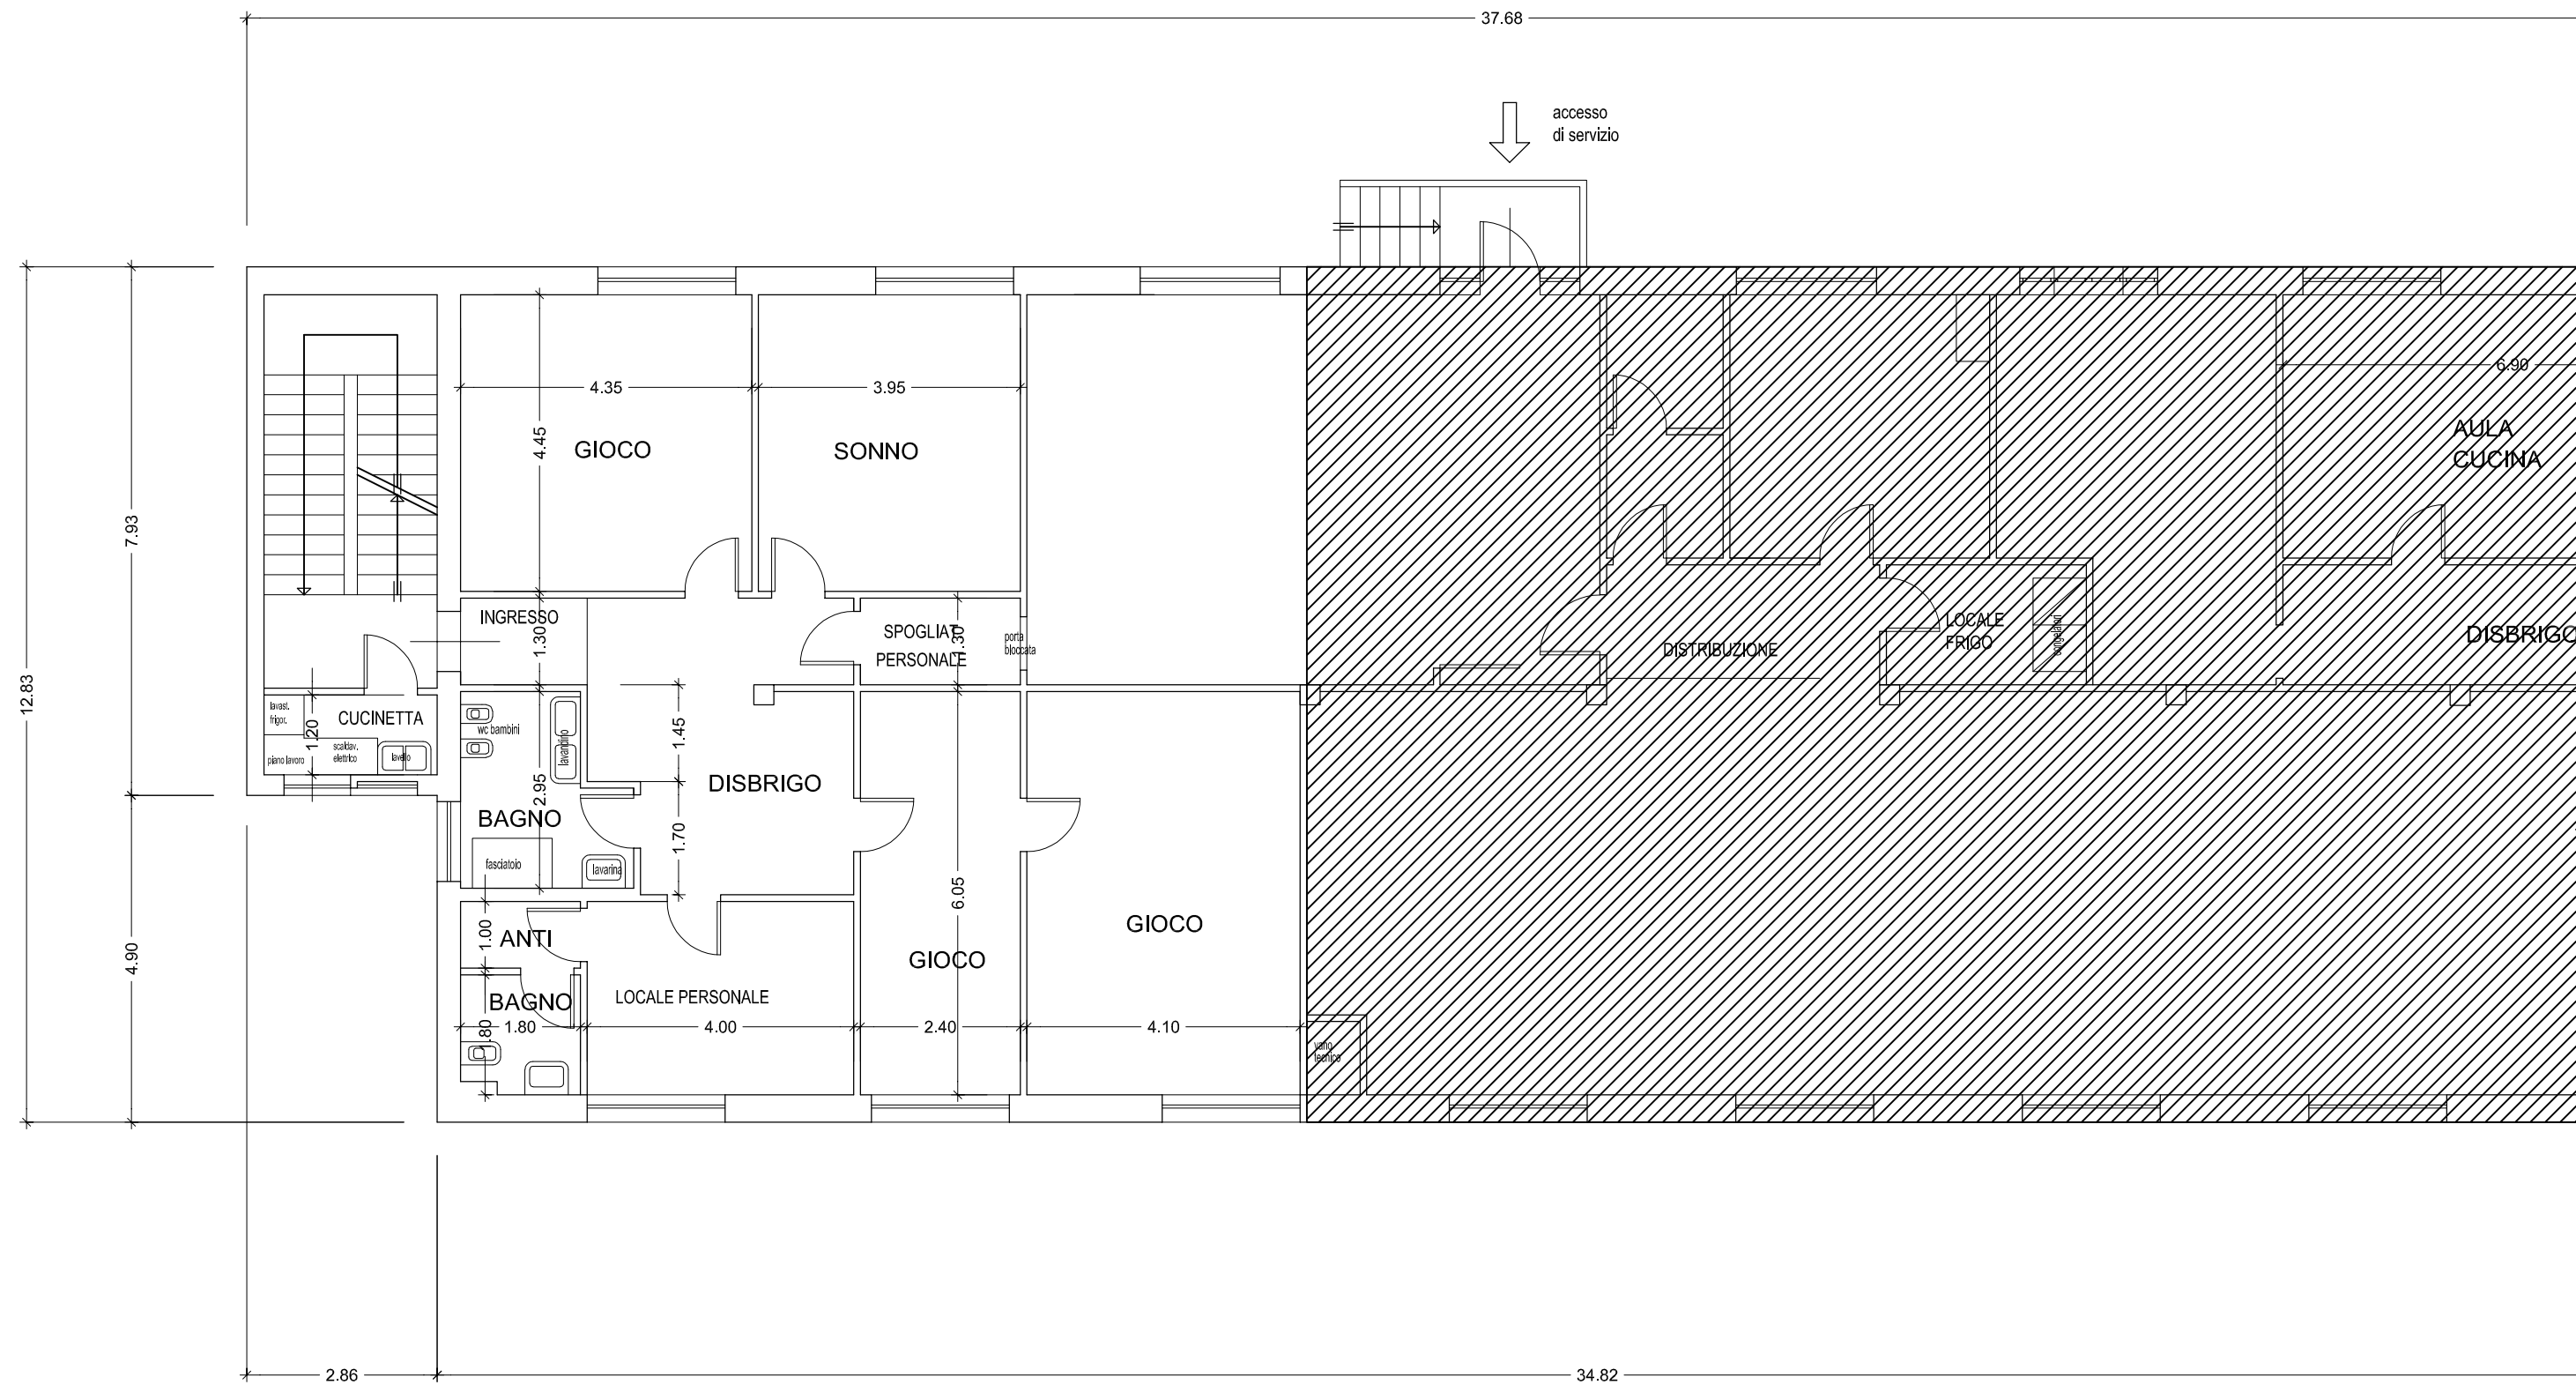 37.68
accesso
di servizio
4.35
3.95
6.90
4.45
GIOCO
SONNO
AULA
CUCINA
7.93
12.83
INGRESSO
1.30
SPOGLIAT.
PERSONALE
1.30
porta
bloccata
DISTRIBUZIONE
LOCALE
FRIGO
congelatori
DISBRIGO
lavast.
frigor.
CUCINETTA
1.20
piano lavoro
scaldav.
elettrico
lavello
wc bambini
lavandino
1.45
2.95
DISBRIGO
BAGNO
1.70
fasciatoio
lavarina
6.05
4.90
1.00
ANTI
GIOCO
GIOCO
BAGNO
LOCALE PERSONALE
1.80
1.80
4.00
2.40
4.10
vano
tecnico
2.86
34.82